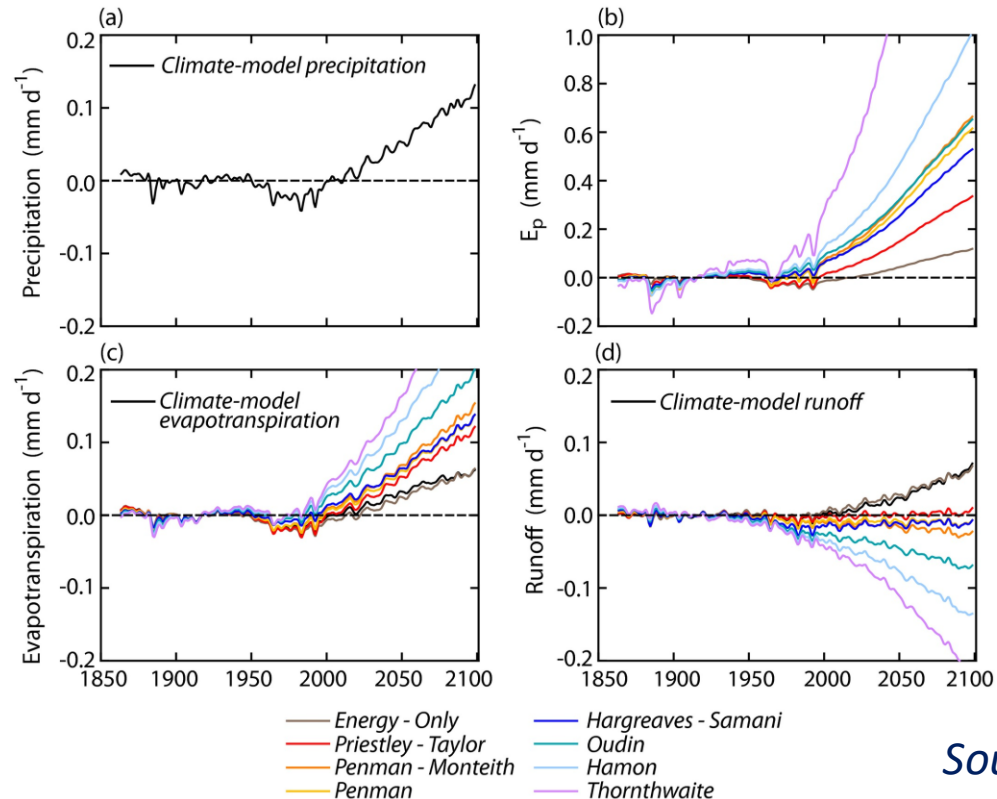 (a)
0.2
0.1
0.0
-0.1
-0.2
Precipitation (mm d-1)
Climate-model precipitation
(b)
1.0
0.8
0.6
0.4
0.2
0.0
-0.2
Ep (mm d-1)
(c)
0.2
0.1
0.0
-0.1
-0.2
Evapotranspiration (mm d-1)
Climate-model
evapotranspiration
1850 1900 1950 2000 2050 2100
(d)
0.2
0.1
0.0
-0.1
-0.2
Runoff (mm d-1)
Climate-model runoff
1850 1900 1950 2000 2050 2100
Energy - Only
Priestley - Taylor
Penman - Monteith
Penman
Hargreaves - Samani
Oudin
Hamon
Thornthwaite
Sou